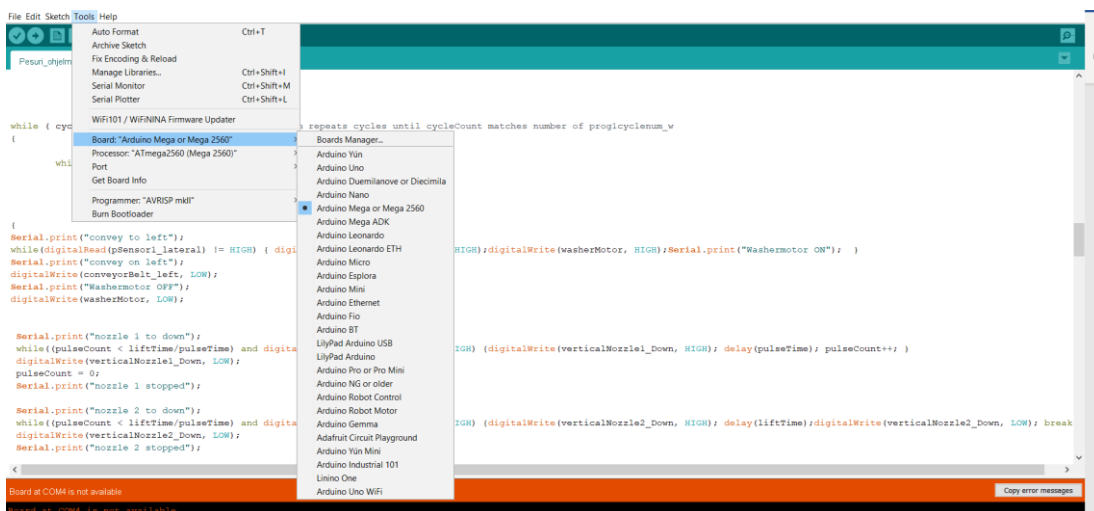 File Edit Sketch Tools Help
Pesuri_ohjelm
Auto Format Ctrl+T
Archive Sketch
Fix Encoding & Reload
Manage Libraries... Ctrl+Shift+I
Serial Monitor Ctrl+Shift+M
Serial Plotter Ctrl+Shift+L
WiFi101 / WiFiNINA Firmware Updater
Board: "Arduino Mega or Mega 2560"
Processor: "ATmega2560 (Mega 2560)"
Port
Get Board Info
Programmer: "AVRISP mkII"
Burn Bootloader
Boards Manager...
Arduino Yún
Arduino Uno
Arduino Duemilanove or Diecimila
Arduino Nano
Arduino Mega or Mega 2560
Arduino Mega ADK
Arduino Leonardo
Arduino Leonardo ETH
Arduino Micro
Arduino Esplora
Arduino Mini
Arduino Ethernet
Arduino Fio
Arduino BT
LilyPad Arduino USB
LilyPad Arduino
Arduino Pro or Pro Mini
Arduino NG or older
Arduino Robot Control
Arduino Robot Motor
Arduino Gemma
Adafruit Circuit Playground
Arduino Yún Mini
Arduino Industrial 101
Linino One
Arduino Uno WiFi
while ( cyc repeats cycles until cycleCount matches number of prog1cyclenum_w
{
whi
{
Serial.print("convey to left");
while(digitalRead(pSensor1_lateral) != HIGH) { digi HIGH);digitalWrite(washerMotor, HIGH);Serial.print("Washermotor ON"); }
Serial.print("convey on left");
digitalWrite(conveyorBelt_left, LOW);
Serial.print("Washermotor OFF");
digitalWrite(washerMotor, LOW);
Serial.print("nozzle 1 to down");
while((pulseCount < liftTime/pulseTime) and digita IGH) {digitalWrite(verticalNozzle1_Down, HIGH); delay(pulseTime); pulseCount++; }
digitalWrite(verticalNozzle1_Down, LOW);
pulseCount = 0;
Serial.print("nozzle 1 stopped");
Serial.print("nozzle 2 to down");
while((pulseCount < liftTime/pulseTime) and digita IGH) {digitalWrite(verticalNozzle2_Down, HIGH); delay(liftTime);digitalWrite(verticalNozzle2_Down, LOW); break
digitalWrite(verticalNozzle2_Down, LOW);
Serial.print("nozzle 2 stopped");
Board at COM4 is not available
Copy error messages
Board at COM4 is not available